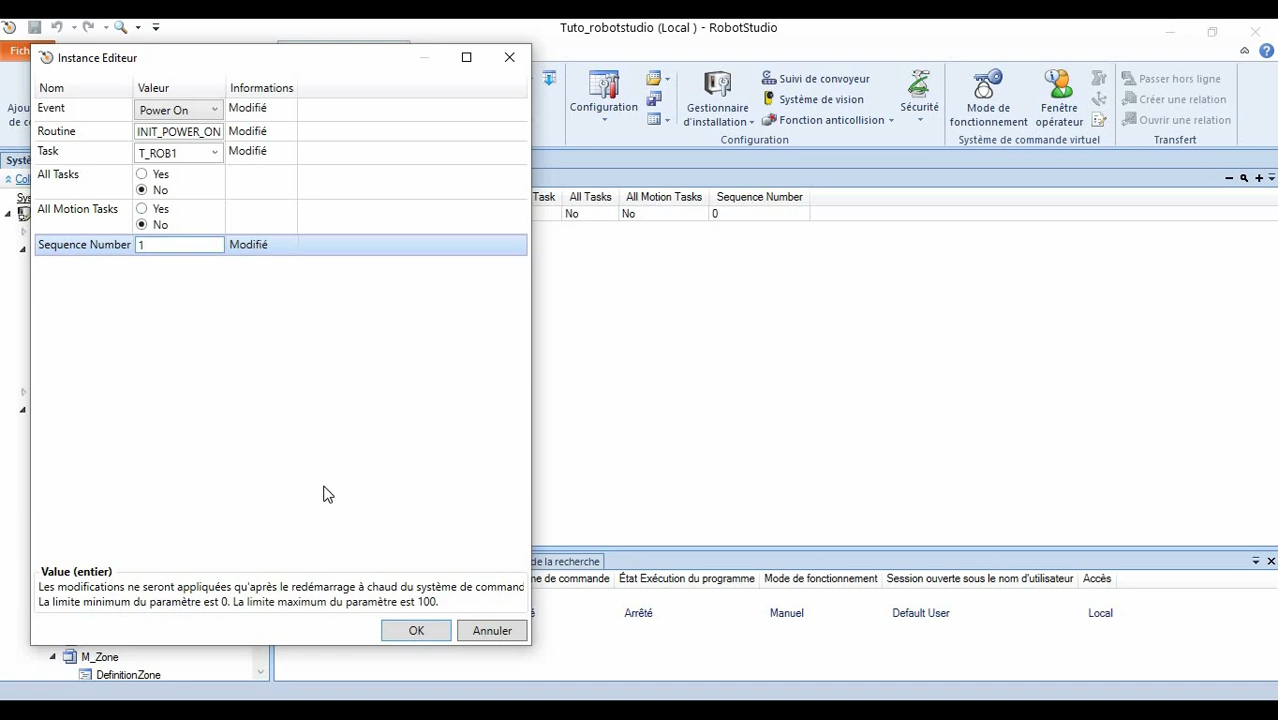 Tuto_robotstudio (Local ) - RobotStudio
Fich
Instance Editeur
Nom Valeur Informations
Event Power On Modifié
Routine INIT_POWER_ON Modifié
Task T_ROB1 Modifié
All Tasks Yes
No
All Motion Tasks Yes
No
Sequence Number 1 Modifié
Value (entier)
Les modifications ne seront appliquées qu'après le redémarrage à chaud du système de command
La limite minimum du paramètre est 0. La limite maximum du paramètre est 100.
OK Annuler
Ajou
de c
Systè
Coll
Sys
Configuration
Gestionnaire
d'installation
Suivi de convoyeur
Système de vision
Fonction anticollision
Configuration
Sécurité
Mode de
fonctionnement
Fenêtre
opérateur
Système de commande virtuel
Passer hors ligne
Créer une relation
Ouvrir une relation
Transfert
Task All Tasks All Motion Tasks Sequence Number
No No 0
de la recherche
ne de commande État Exécution du programme Mode de fonctionnement Session ouverte sous le nom d'utilisateur Accès
é Arrêté Manuel Default User Local
M_Zone
DefinitionZone